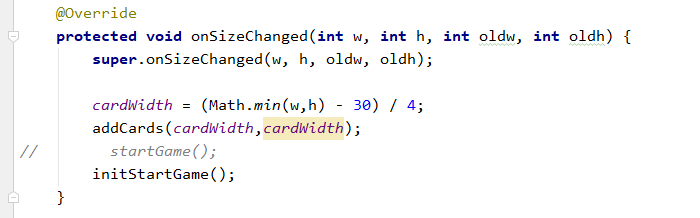 @Override
protected void onSizeChanged(int w, int h, int oldw, int oldh) {
super.onSizeChanged(w, h, oldw, oldh);
cardWidth = (Math.min(w,h) - 30) / 4;
addCards(cardWidth,cardWidth);
// startGame();
initStartGame();
}